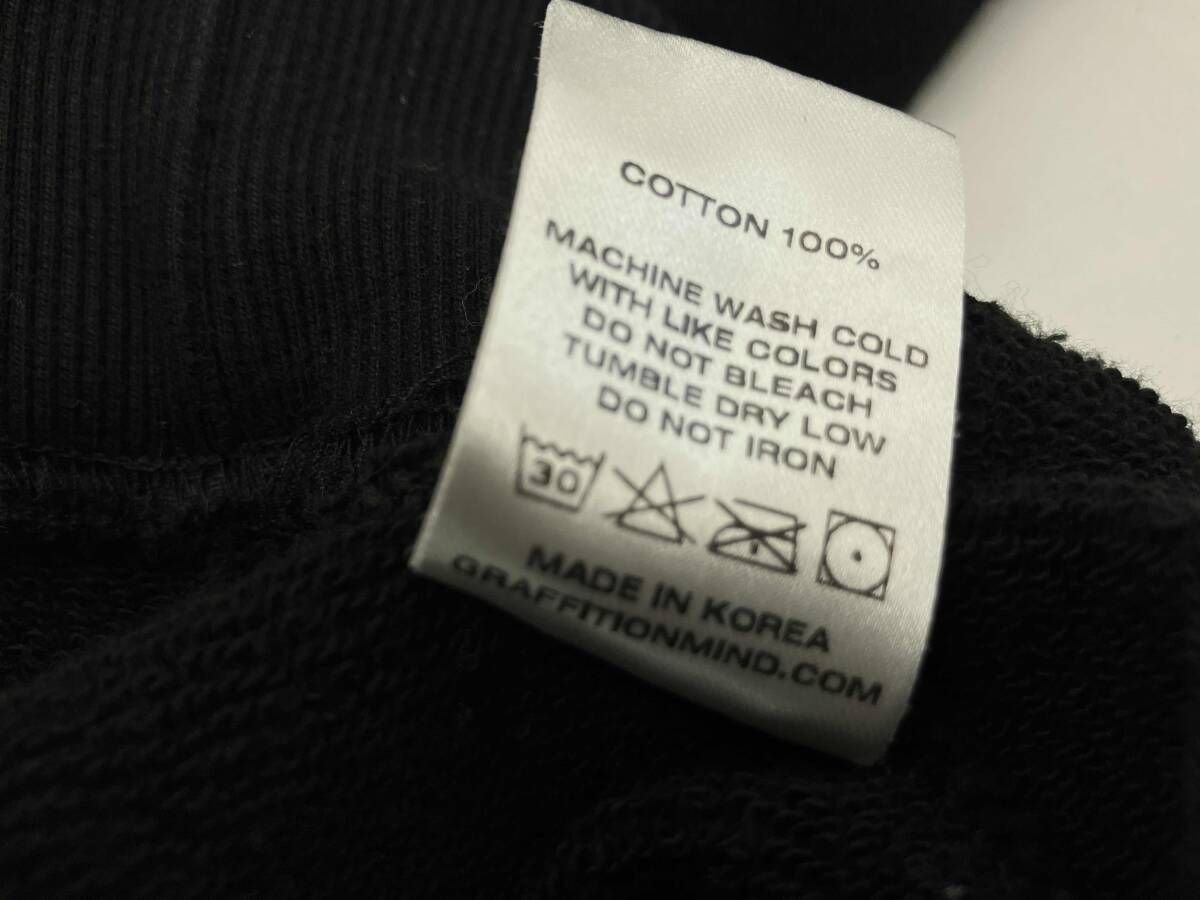 COTTON 100%
MACHINE WASH COLD
WITH LIKE COLORS
DO NOT BLEACH
TUMBLE DRY LOW
DO NOT IRON
30
MADE IN KOREA
GRAFFITIONMIND.COM